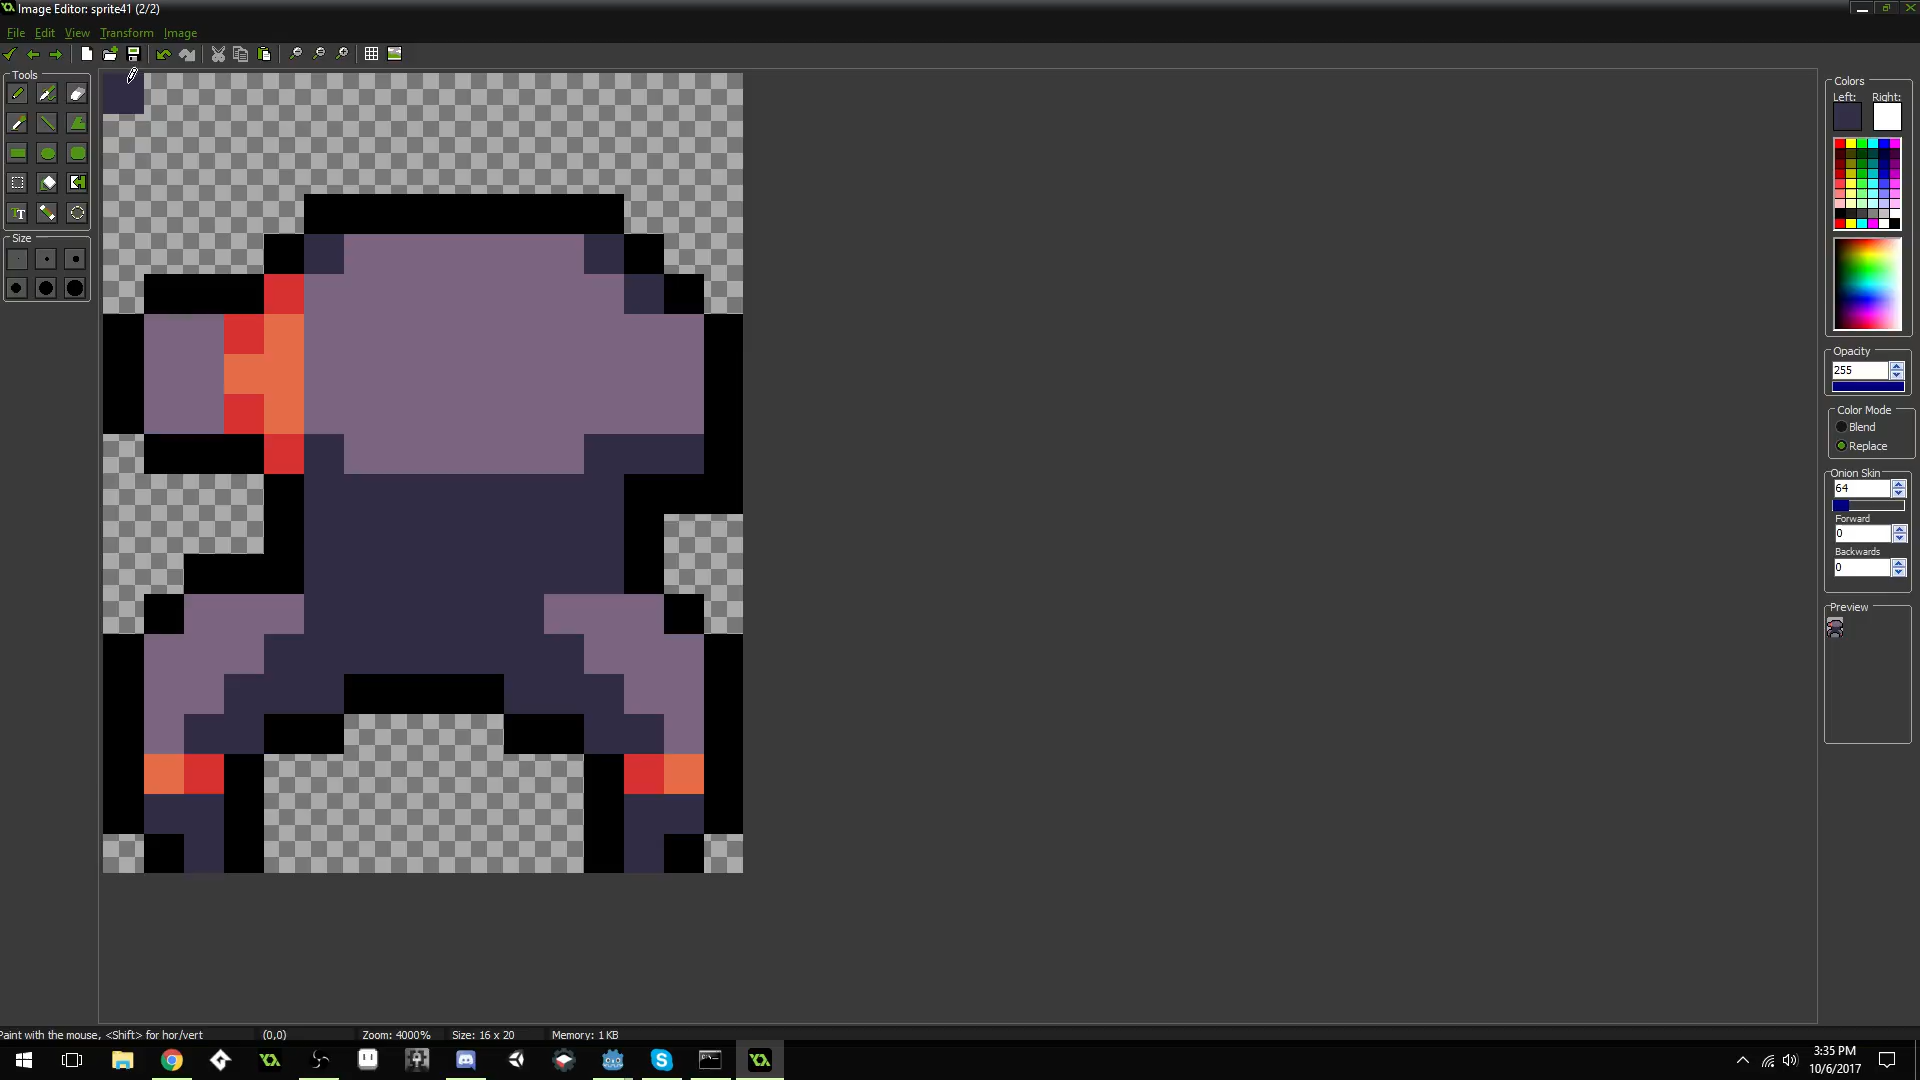 Image Editor: sprite41 (2/2)
File Edit View Transform Image
Tools
Size
Colors
Left: Right:
Opacity
255
Color Mode
Blend
Replace
Onion Skin
64
Forward
0
Backwards
0
Preview
Paint with the mouse, <Shift> for hor/vert (0,0) Zoom: 4000% Size: 16 x 20 Memory: 1 KB
3:35 PM
10/6/2017